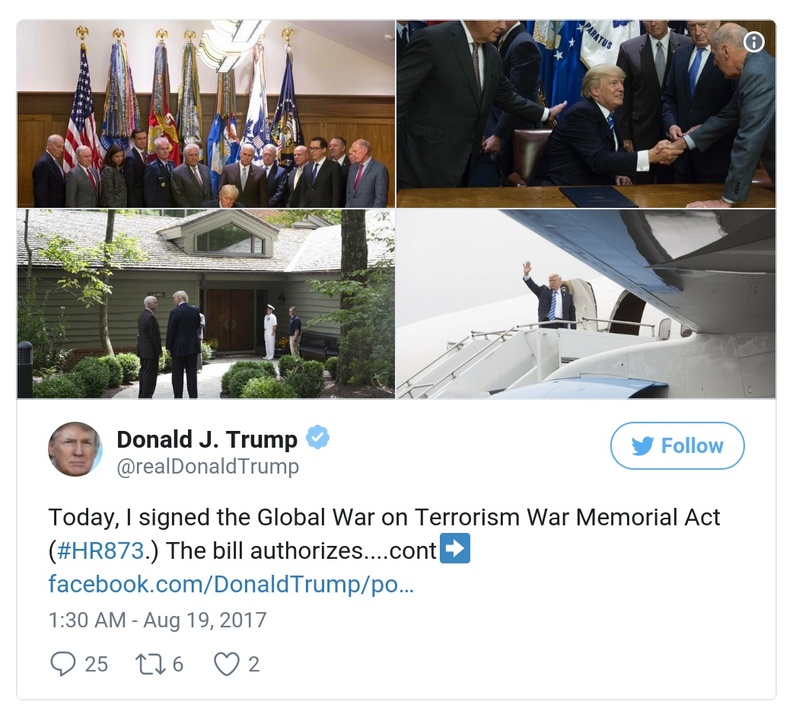 PARATUS
Donald J. Trump
@realDonaldTrump
Follow
Today, I signed the Global War on Terrorism War Memorial Act
(#HR873.) The bill authorizes....cont➡
facebook.com/DonaldTrump/po...
1:30 AM - Aug 19, 2017
25 6 2